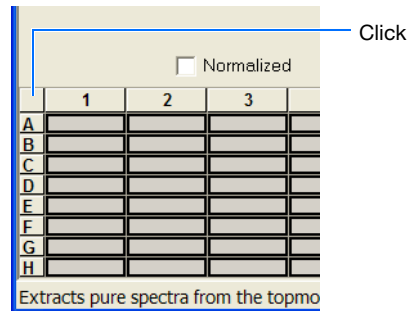 Click
Normalized
1 2 3
A
B
C
D
E
F
G
H
Extracts pure spectra from the topmo